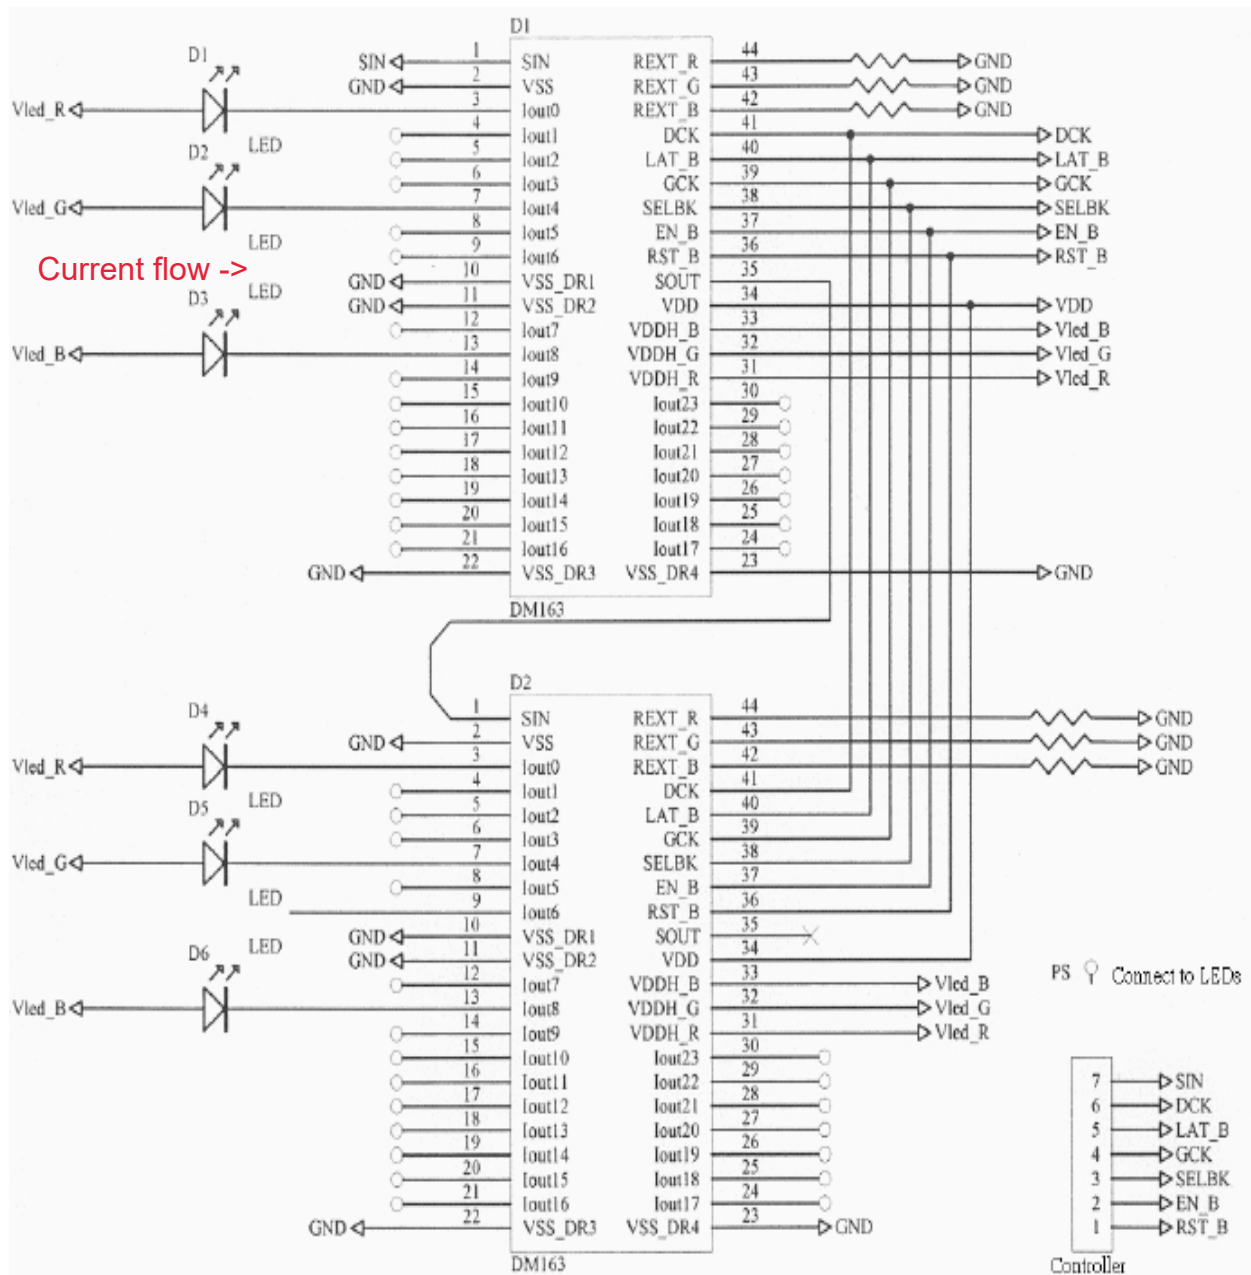 D1
SIN 1 SIN REXT_R 44 GND
GND 2 VSS REXT_G 43 GND
D1 Vled_R 3 Iout0 REXT_B 42 GND
LED 4 Iout1 DCK 41 DCK
D2 5 Iout2 LAT_B 40 LAT_B
6 Iout3 GCK 39 GCK
Vled_G 7 Iout4 SELBK 38 SELBK
LED 8 Iout5 EN_B 37 EN_B
9 Iout6 RST_B 36 RST_B
Current flow ->
GND 10 VSS_DR1 SOUT 35
D3 LED GND 11 VSS_DR2 VDD 34 VDD
12 Iout7 VDDH_B 33 Vled_B
Vled_B 13 Iout8 VDDH_G 32 Vled_G
14 Iout9 VDDH_R 31 Vled_R
15 Iout10 Iout23 30
16 Iout11 Iout22 29
17 Iout12 Iout21 28
18 Iout13 Iout20 27
19 Iout14 Iout19 26
20 Iout15 Iout18 25
21 Iout16 Iout17 24
GND 22 VSS_DR3 VSS_DR4 23 GND
DM163
D2
D4 1 SIN REXT_R 44 GND
GND 2 VSS REXT_G 43 GND
Vled_R 3 Iout0 REXT_B 42 GND
LED 4 Iout1 DCK 41
D5 5 Iout2 LAT_B 40
6 Iout3 GCK 39
Vled_G 7 Iout4 SELBK 38
LED 8 Iout5 EN_B 37
9 Iout6 RST_B 36
GND 10 VSS_DR1 SOUT 35
D6 LED GND 11 VSS_DR2 VDD 34
12 Iout7 VDDH_B 33 Vled_B
Vled_B 13 Iout8 VDDH_G 32 Vled_G
14 Iout9 VDDH_R 31 Vled_R
15 Iout10 Iout23 30
16 Iout11 Iout22 29
17 Iout12 Iout21 28
18 Iout13 Iout20 27
19 Iout14 Iout19 26
20 Iout15 Iout18 25
21 Iout16 Iout17 24
GND 22 VSS_DR3 VSS_DR4 23 GND
DM163
PS Connect to LEDs
7 SIN
6 DCK
5 LAT_B
4 GCK
3 SELBK
2 EN_B
1 RST_B
Controller